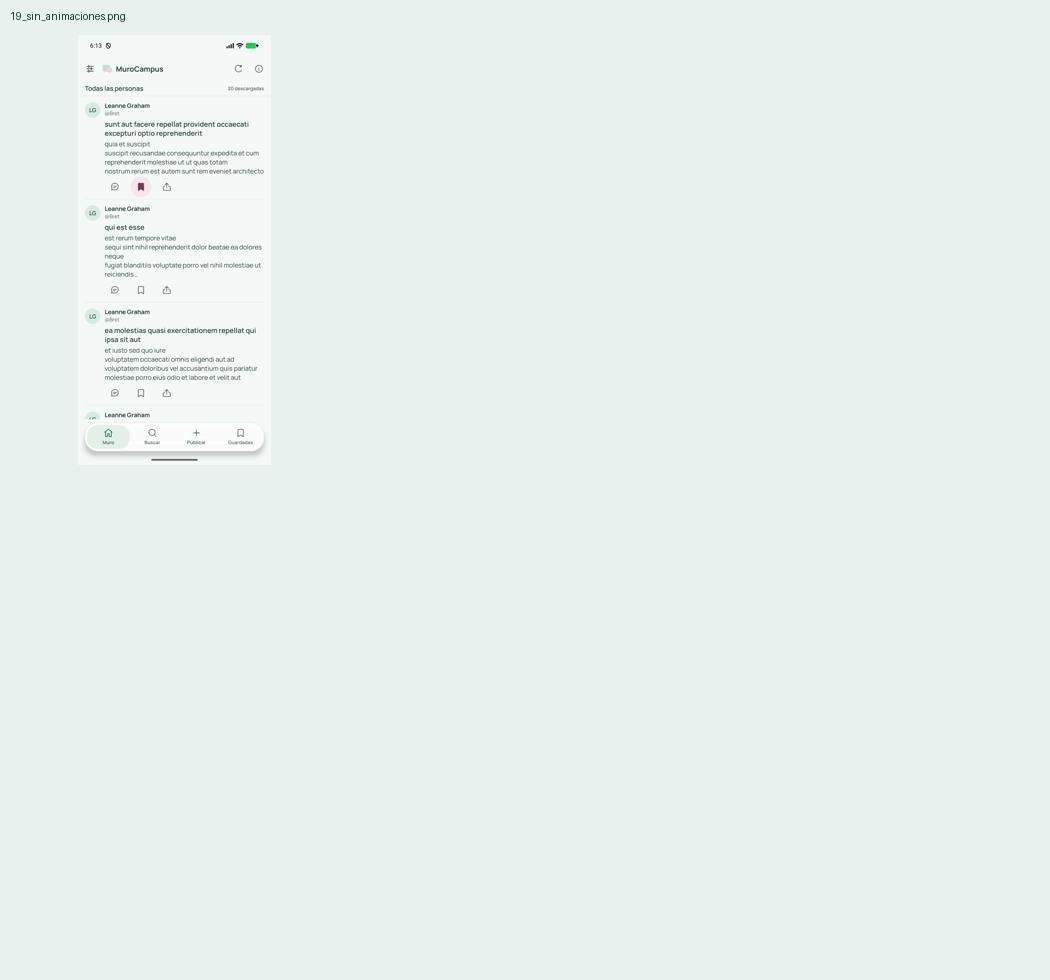 19_sin_animaciones.png
6:13
MuroCampus
Todas las personas
20 descargadas
LG
Leanne Graham
@Bret
sunt aut facere repellat provident occaecati
excepturi optio reprehenderit
quia et suscipit
suscipit recusandae consequuntur expedita et cum
reprehenderit molestiae ut ut quas totam
nostrum rerum est autem sunt rem eveniet architecto
LG
Leanne Graham
@Bret
qui est esse
est rerum tempore vitae
sequi sint nihil reprehenderit dolor beatae ea dolores
neque
fugiat blanditiis voluptate porro vel nihil molestiae ut
reiciendis…
LG
Leanne Graham
@Bret
ea molestias quasi exercitationem repellat qui
ipsa sit aut
et iusto sed quo iure
voluptatem occaecati omnis eligendi aut ad
voluptatem doloribus vel accusantium quis pariatur
molestiae porro eius odio et labore et velit aut
LG
Leanne Graham
Muro
Buscar
Publicar
Guardadas